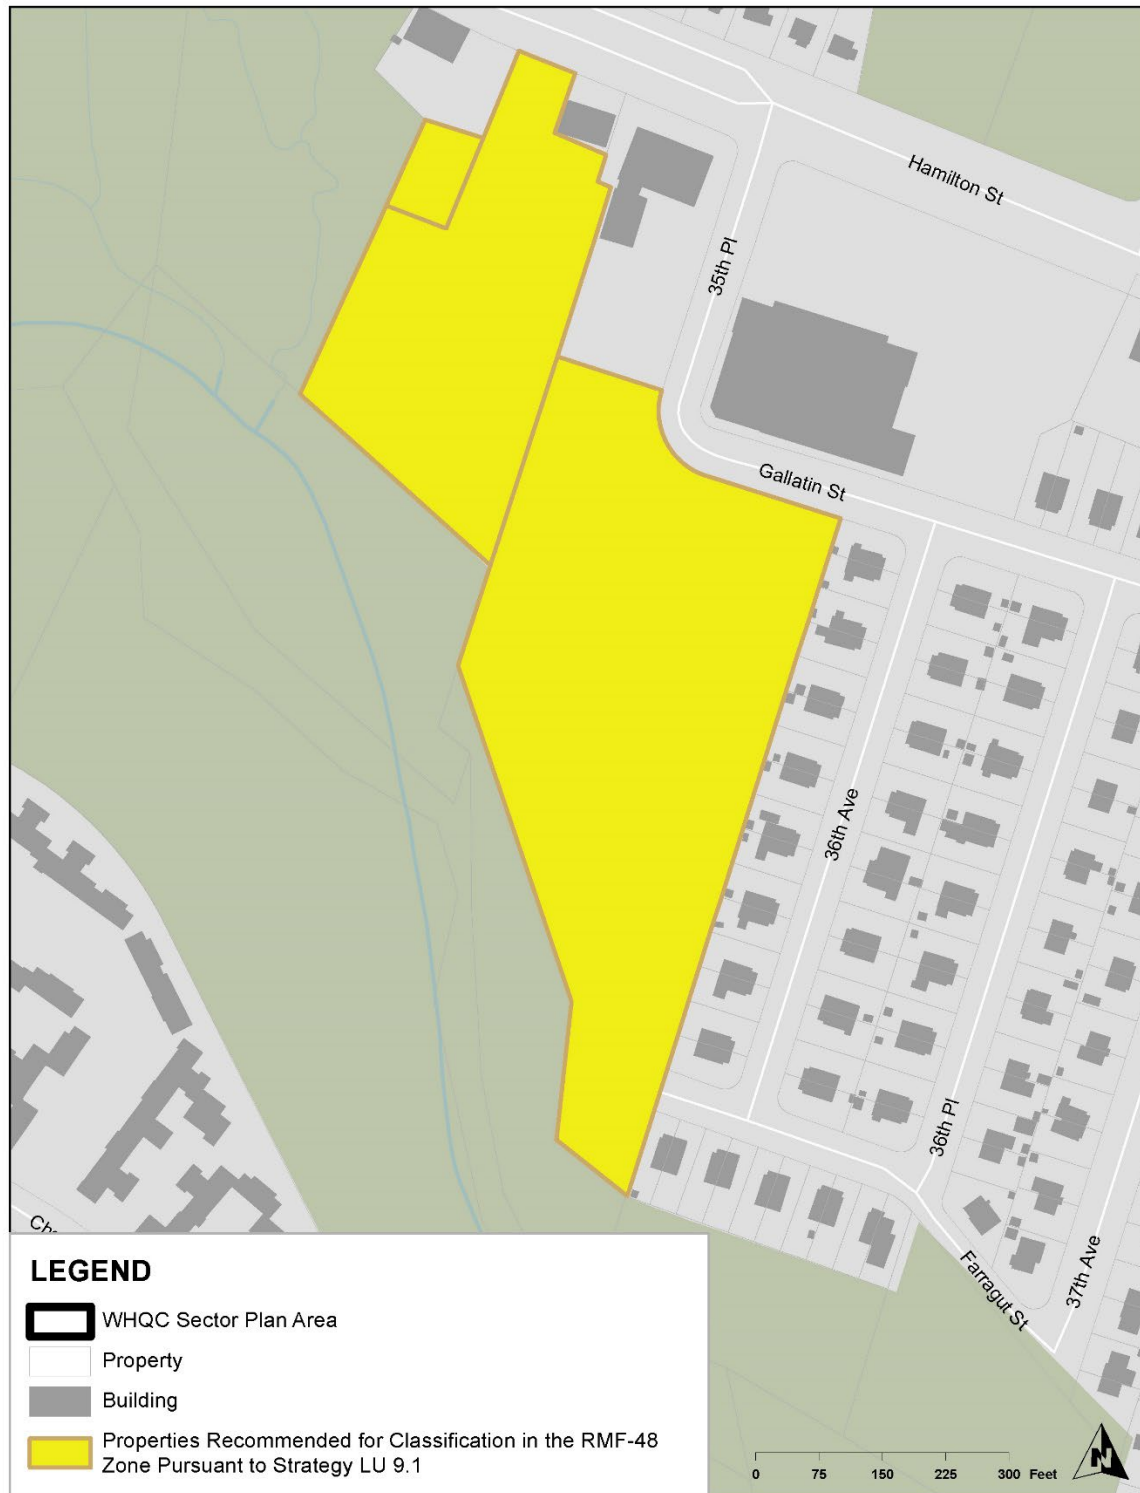 Hamilton St
35th Pl
Gallatin St
36th Ave
36th Pl
37th Ave
Farragut St
LEGEND
WHQC Sector Plan Area
Property
Building
Properties Recommended for Classification in the RMF-48
Zone Pursuant to Strategy LU 9.1
0 75 150 225 300 Feet
N